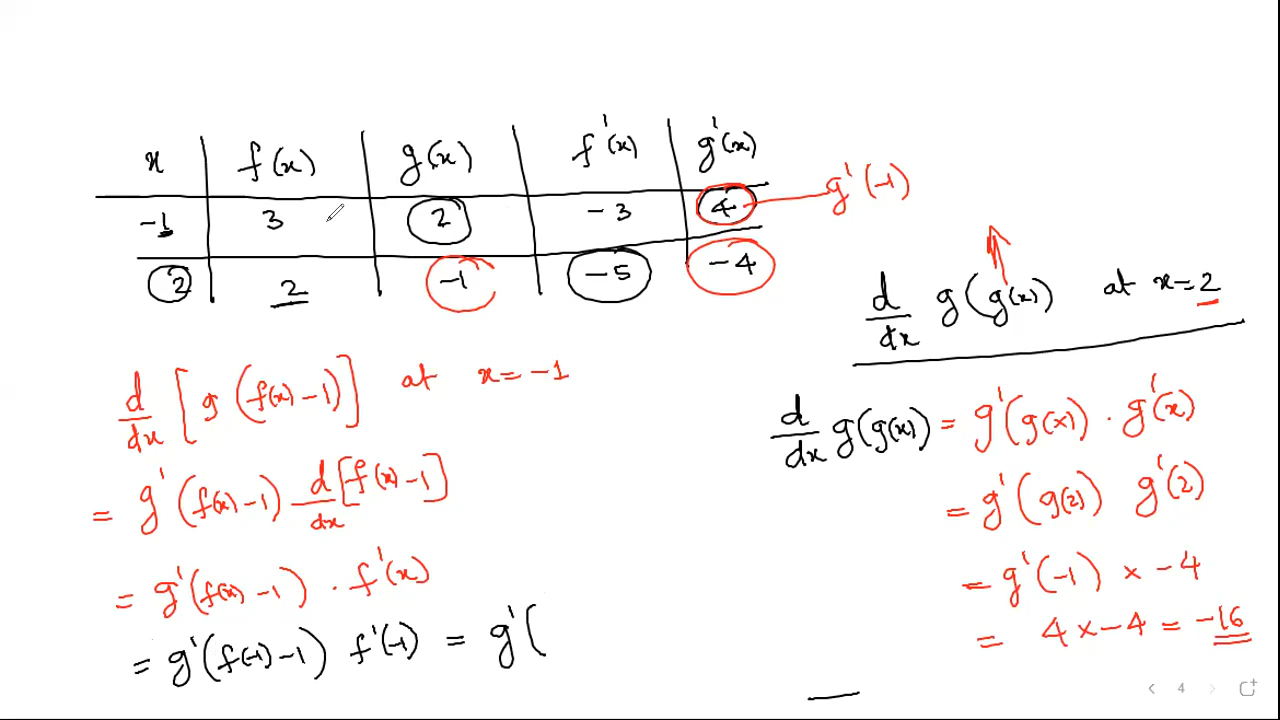 x f(x) g(x) f'(x) g'(x)
-1 3 2 -3 4 g'(-1)
2 2 -1 -5 -4
d/dx g(g(x)) at x=2
d/dx [g(f(x)-1)] at x=-1
= g'(f(x)-1) d/dx [f(x)-1]
= g'(f(x)-1) · f'(x)
= g'(f(-1)-1) f'(-1) = g'(
d/dx g(g(x)) = g'(g(x)) · g'(x)
= g'(g(2)) g'(2)
= g'(-1) × -4
= 4 × -4 = -16
4